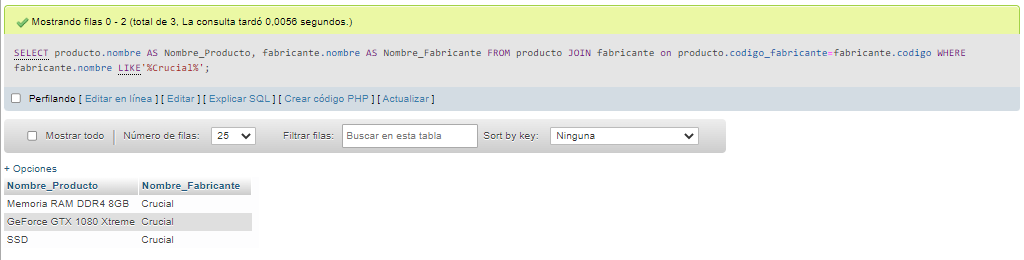 Mostrando filas 0 - 2 (total de 3, La consulta tardó 0,0056 segundos.)
SELECT producto.nombre AS Nombre_Producto, fabricante.nombre AS Nombre_Fabricante FROM producto JOIN fabricante on producto.codigo_fabricante=fabricante.codigo WHERE
fabricante.nombre LIKE'%Crucial%';
Perfilando [ Editar en línea ] [ Editar ] [ Explicar SQL ] [ Crear código PHP ] [ Actualizar ]
Mostrar todo | Número de filas: 25 Filtrar filas: Buscar en esta tabla Sort by key: Ninguna
+ Opciones
Nombre_Producto Nombre_Fabricante
Memoria RAM DDR4 8GB Crucial
GeForce GTX 1080 Xtreme Crucial
SSD Crucial